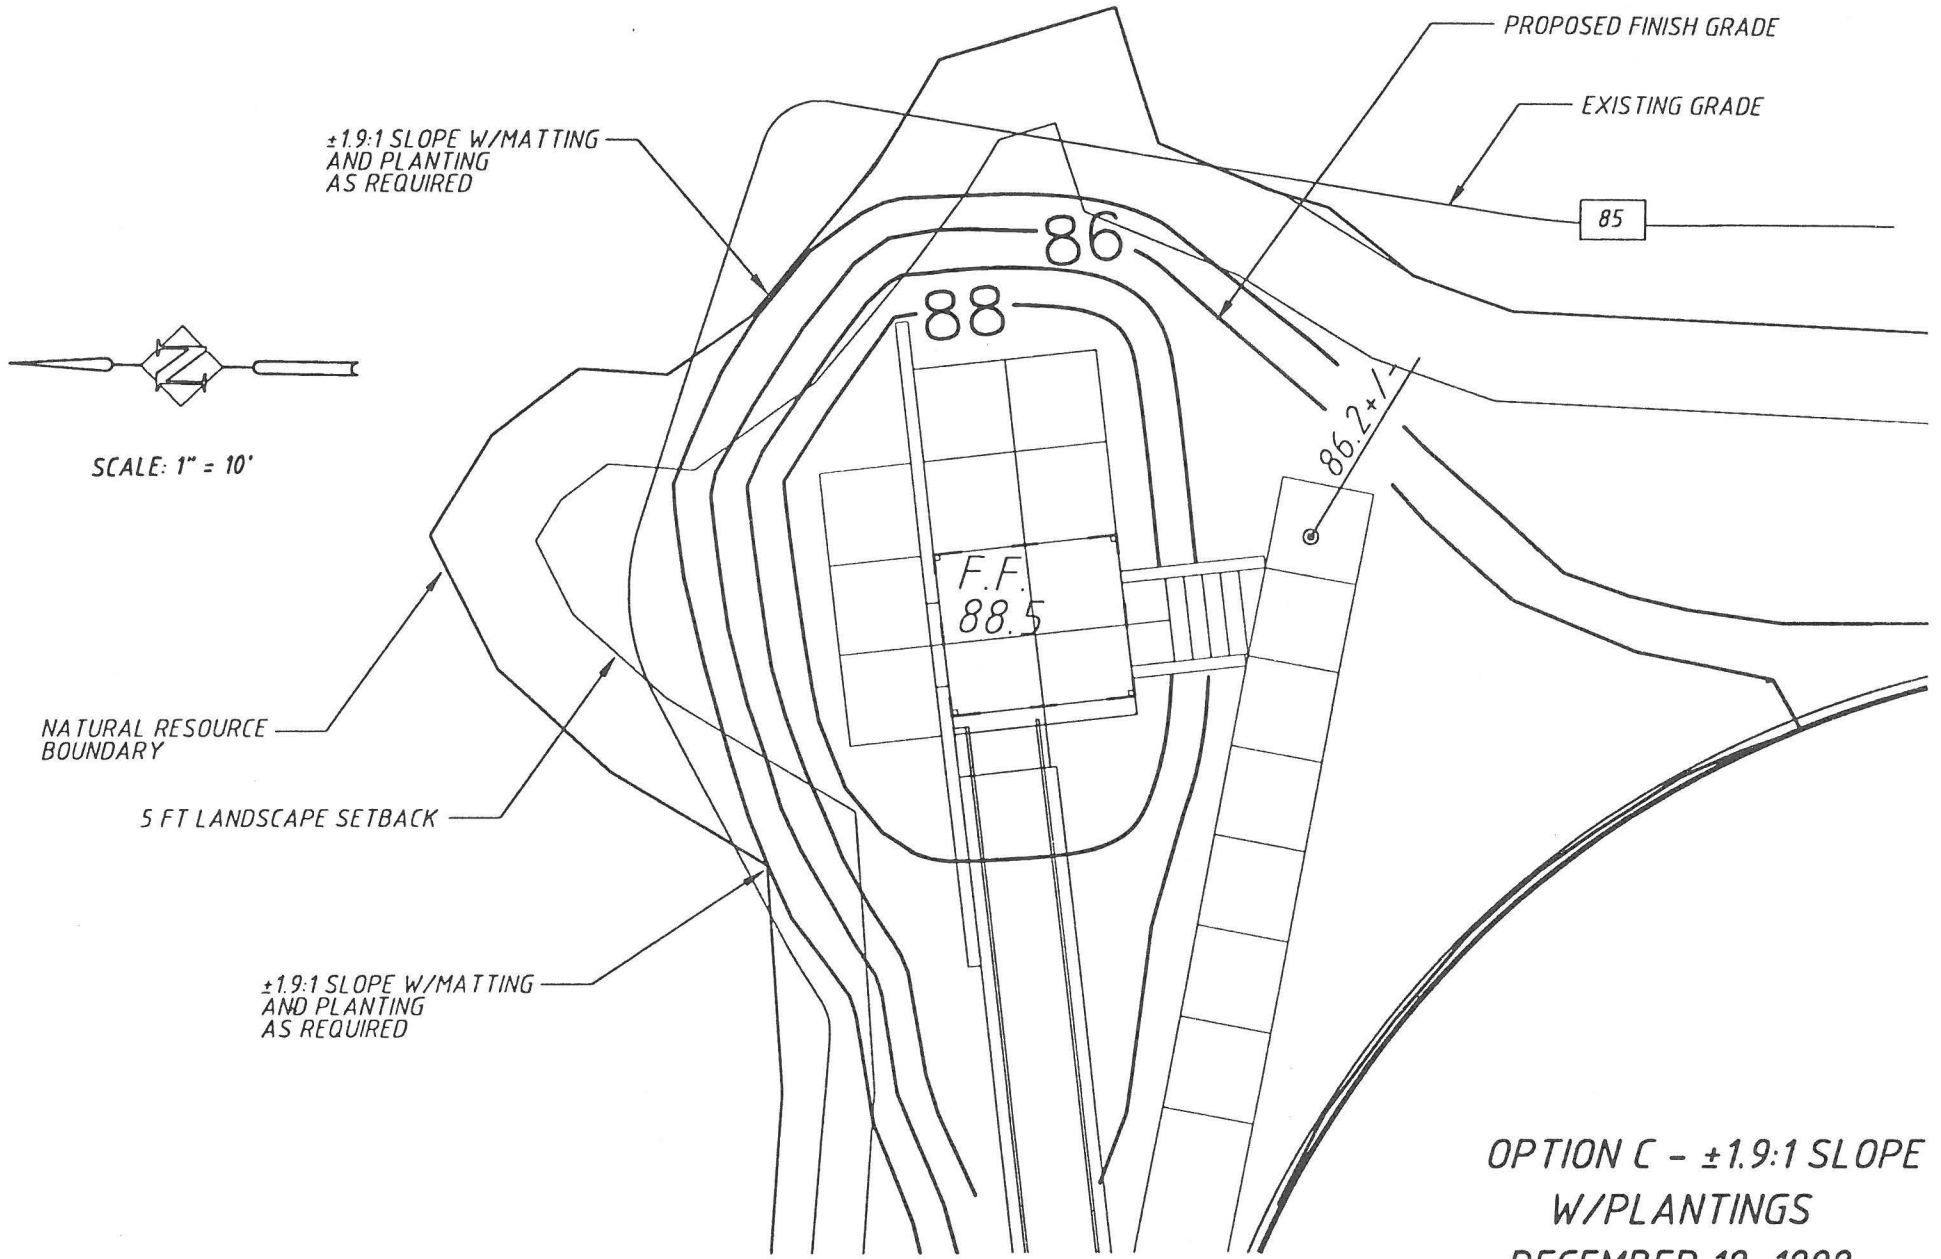 PROPOSED FINISH GRADE
EXISTING GRADE
±1.9:1 SLOPE W/MATTING
AND PLANTING
AS REQUIRED
85
86
88
N
SCALE: 1" = 10'
86.2+/-
F.F.
88.5
NATURAL RESOURCE
BOUNDARY
5 FT LANDSCAPE SETBACK
±1.9:1 SLOPE W/MATTING
AND PLANTING
AS REQUIRED
OPTION C - ±1.9:1 SLOPE
W/PLANTINGS
DECEMBER